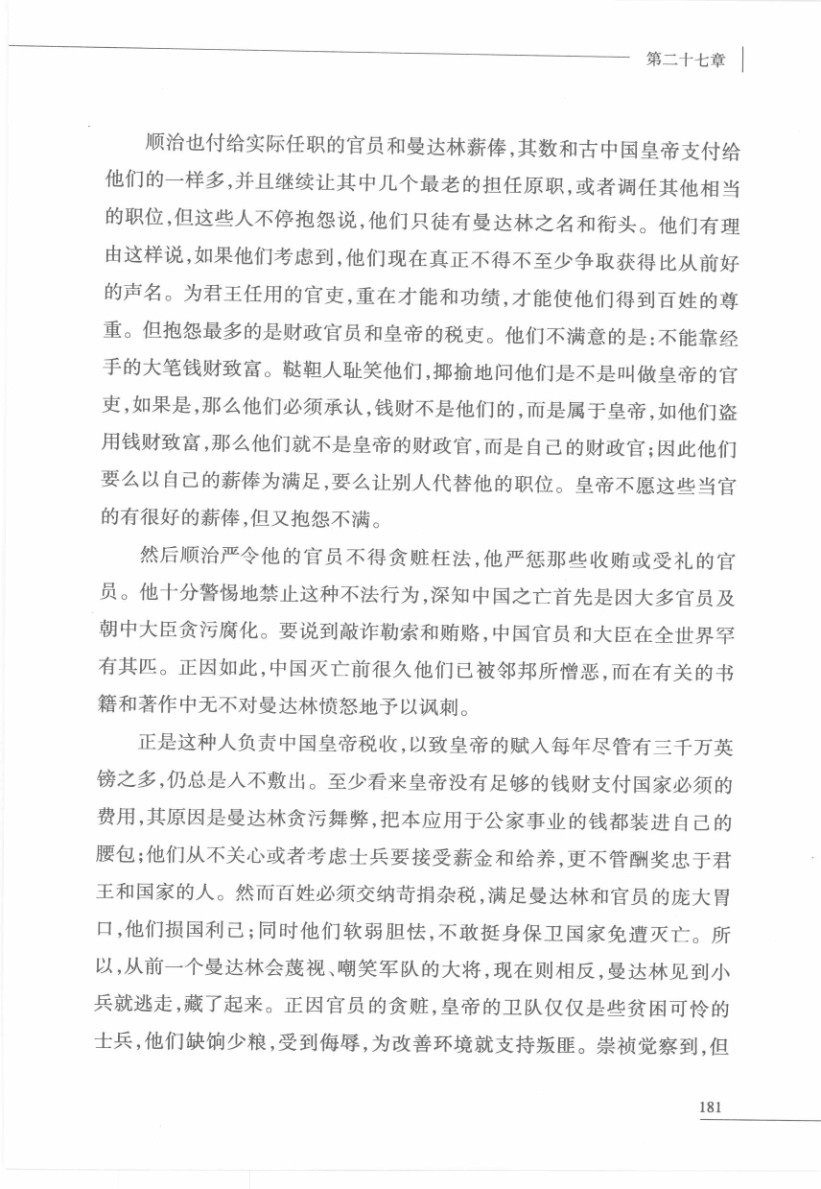 第二十七章
顺治也付给实际任职的官员和曼达林薪俸,其数和古中国皇帝支付给
他们的一样多,并且继续让其中几个最老的担任原职,或者调任其他相当
的职位,但这些人不停抱怨说,他们只徒有曼达林之名和衔头。他们有理
由这样说,如果他们考虑到,他们现在真正不得不至少争取获得比从前好
的声名。为君王任用的官吏,重在才能和功绩,才能使他们得到百姓的尊
重。但抱怨最多的是财政官员和皇帝的税吏。他们不满意的是:不能靠经
手的大笔钱财致富。鞑靼人耻笑他们,揶揄地问他们是不是叫做皇帝的官
吏,如果是,那么他们必须承认,钱财不是他们的,而是属于皇帝,如他们盗
用钱财致富,那么他们就不是皇帝的财政官,而是自己的财政官;因此他们
要么以自己的薪俸为满足,要么让别人代替他的职位。皇帝不愿这些当官
的有很好的薪俸,但又抱怨不满。
然后顺治严令他的官员不得贪赃枉法,他严惩那些收贿或受礼的官
员。他十分警惕地禁止这种不法行为,深知中国之亡首先是因大多官员及
朝中大臣贪污腐化。要说到敲诈勒索和贿赂,中国官员和大臣在全世界罕
有其匹。正因如此,中国灭亡前很久他们已被邻邦所憎恶,而在有关的书
籍和著作中无不对曼达林愤怒地予以讽刺。
正是这种人负责中国皇帝税收,以致皇帝的赋入每年尽管有三千万英
镑之多,仍总是入不敷出。至少看来皇帝没有足够的钱财支付国家必须的
费用,其原因是曼达林贪污舞弊,把本应用于公家事业的钱都装进自己的
腰包;他们从不关心或者考虑士兵要接受薪金和给养,更不管酬奖忠于君
王和国家的人。然而百姓必须交纳苛捐杂税,满足曼达林和官员的庞大胃
口,他们损国利己;同时他们软弱胆怯,不敢挺身保卫国家免遭灭亡。所
以,从前一个曼达林会蔑视、嘲笑军队的大将,现在则相反,曼达林见到小
兵就逃走,藏了起来。正因官员的贪赃,皇帝的卫队仅仅是些贫困可怜的
士兵,他们缺饷少粮,受到侮辱,为改善环境就支持叛匪。崇祯觉察到,但
181